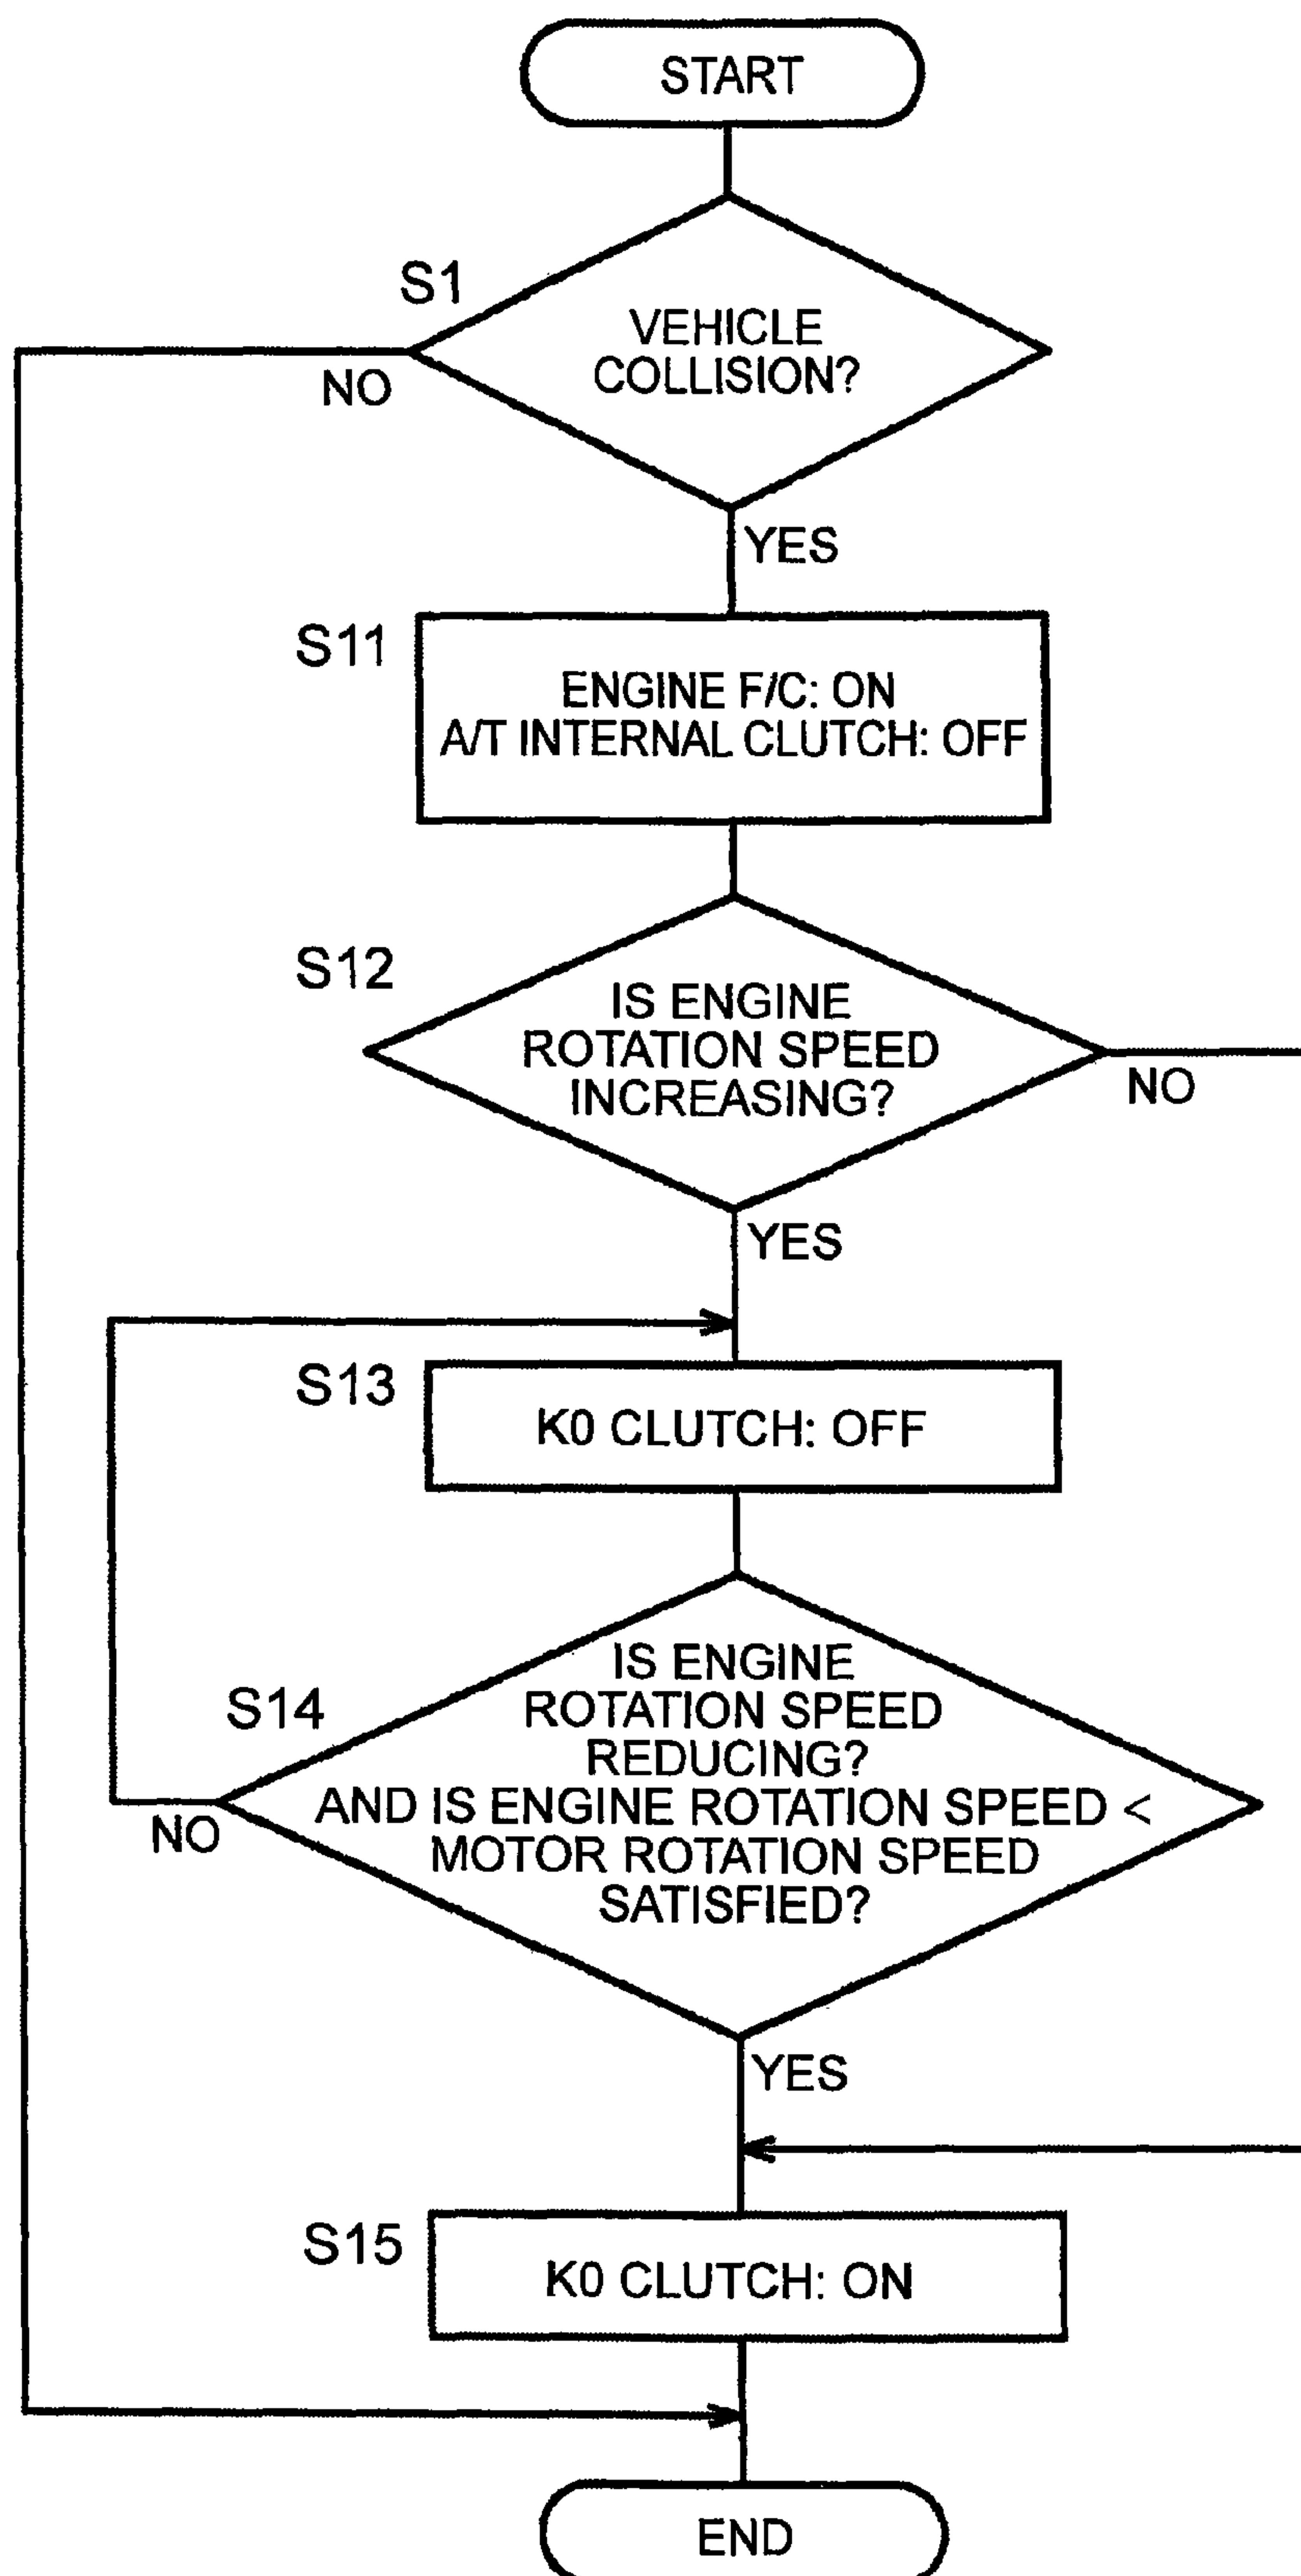 START
S1
VEHICLE
COLLISION?
NO
YES
S11
ENGINE F/C: ON
A/T INTERNAL CLUTCH: OFF
S12
IS ENGINE
ROTATION SPEED
INCREASING?
NO
YES
S13
K0 CLUTCH: OFF
S14
IS ENGINE
ROTATION SPEED
REDUCING?
AND IS ENGINE ROTATION SPEED <
MOTOR ROTATION SPEED
SATISFIED?
NO
YES
S15
K0 CLUTCH: ON
END